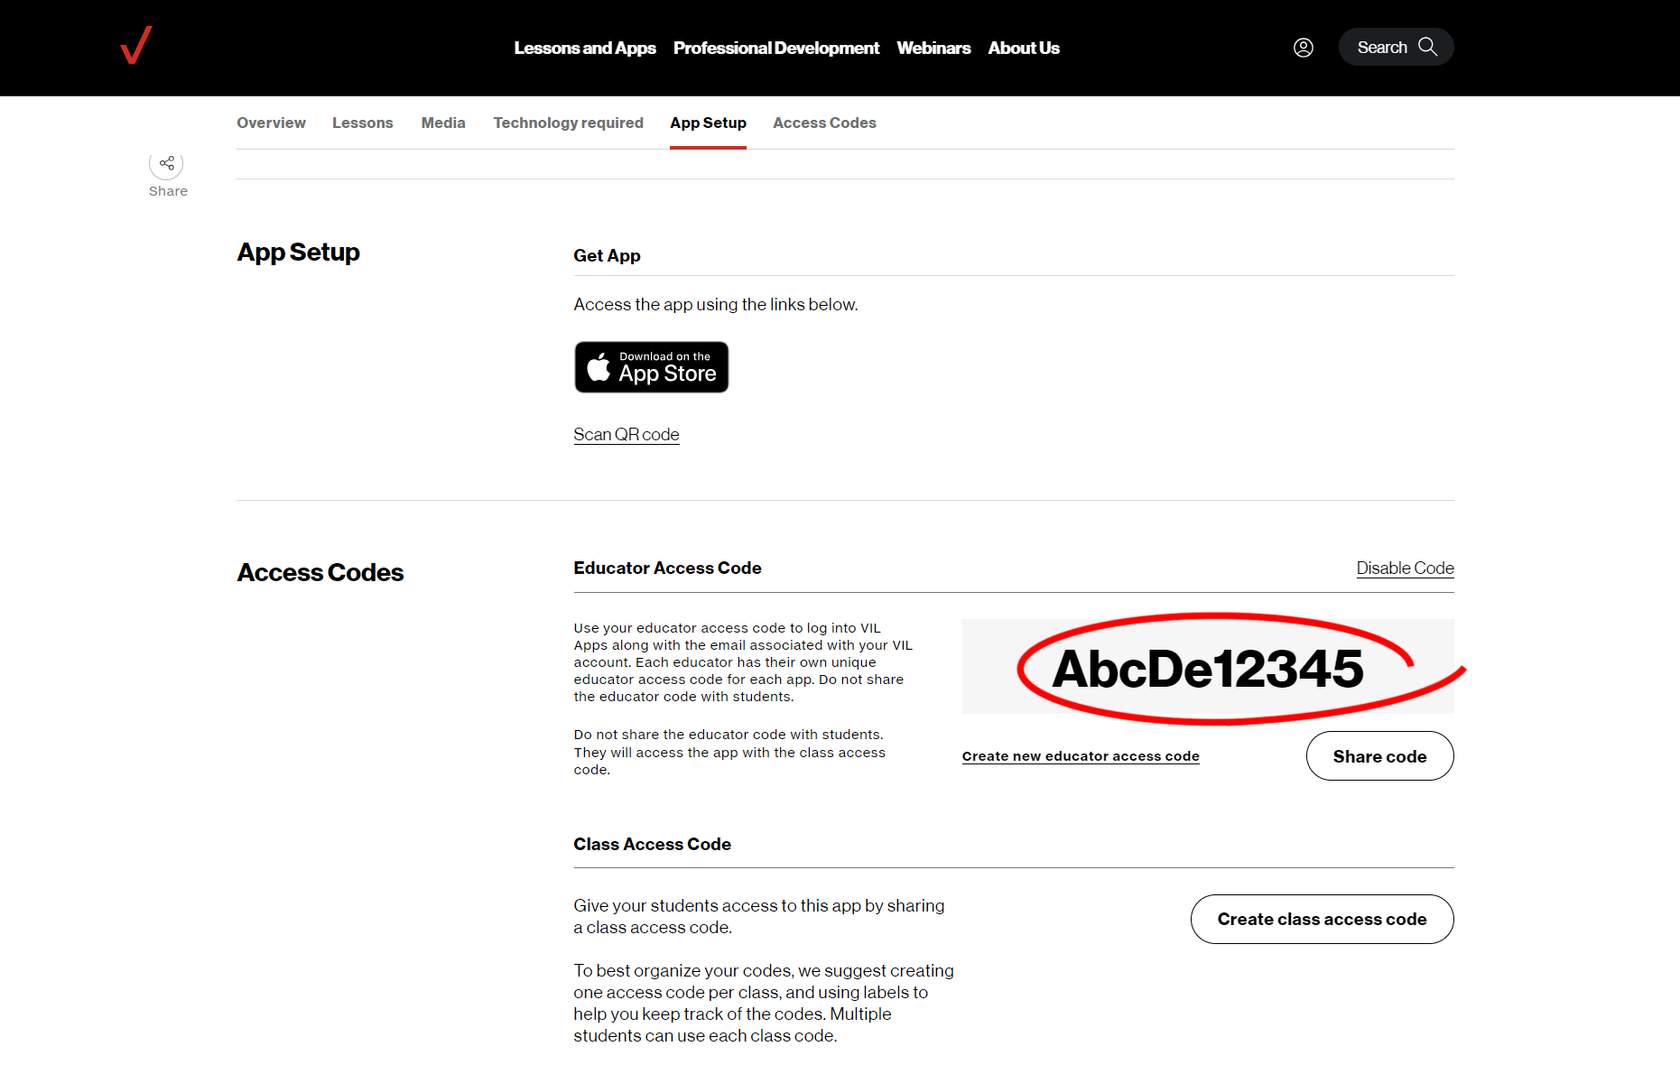 Lessons and Apps Professional Development Webinars About Us Search
Overview Lessons Media Technology required App Setup Access Codes
Share
App Setup
Get App
Access the app using the links below.
Download on the
App Store
Scan QR code
Access Codes
Educator Access Code
Disable Code
Use your educator access code to log into VIL
Apps along with the email associated with your VIL
account. Each educator has their own unique
educator access code for each app. Do not share
the educator code with students.
Do not share the educator code with students.
They will access the app with the class access
code.
AbcDe12345
Create new educator access code
Share code
Class Access Code
Give your students access to this app by sharing
a class access code.
To best organize your codes, we suggest creating
one access code per class, and using labels to
help you keep track of the codes. Multiple
students can use each class code.
Create class access code